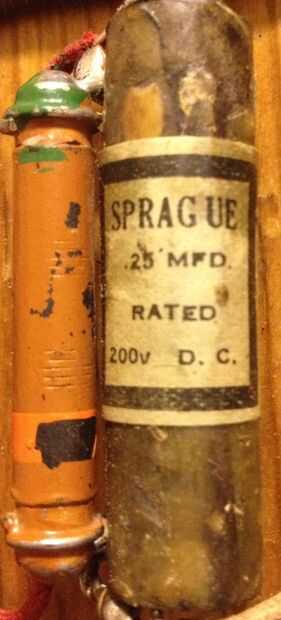 SPRAGUE
.25 MFD.
RATED
200v D. C.